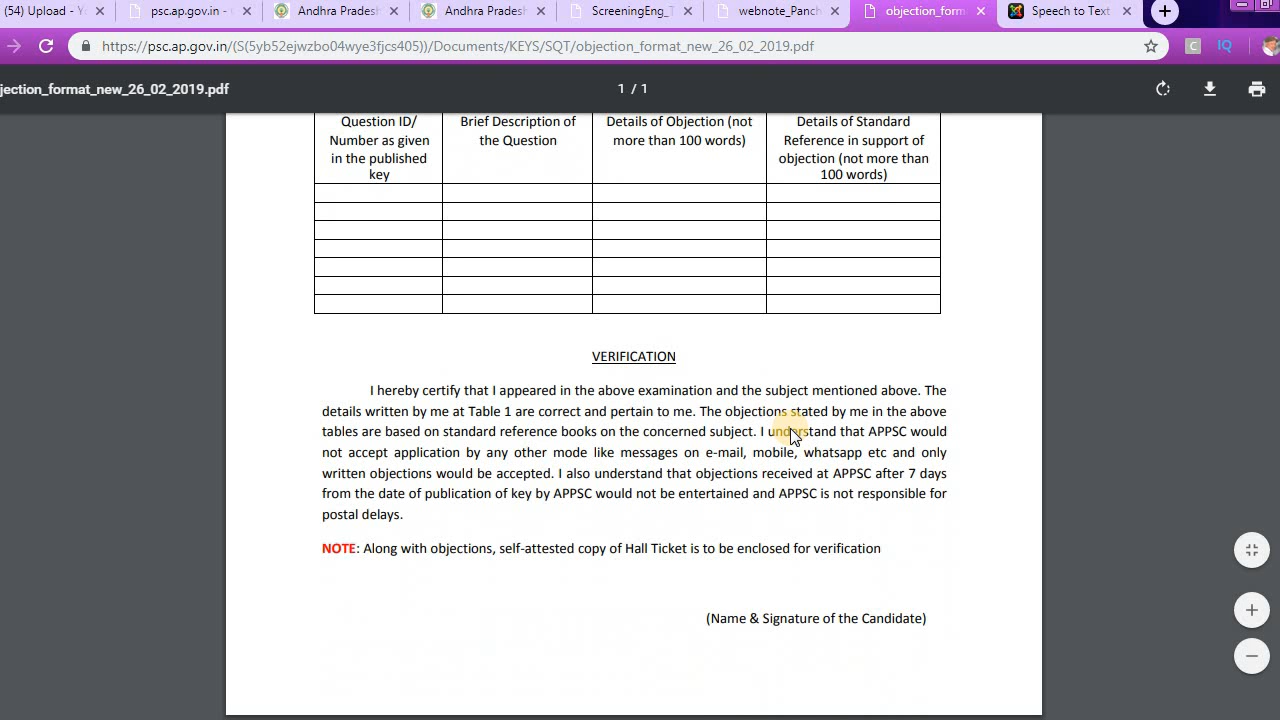 (54) Upload - Y
psc.ap.gov.in -
Andhra Prades
Andhra Prades
ScreeningEng_T
webnote_Panch
objection_form
Speech to Text
https://psc.ap.gov.in/(S(5yb52ejwzbo04wye3fjcs405))/Documents/KEYS/SQT/objection_format_new_26_02_2019.pdf
C
IQ
jection_format_new_26_02_2019.pdf
1 / 1
Question ID/
Number as given
in the published
key
Brief Description of
the Question
Details of Objection (not
more than 100 words)
Details of Standard
Reference in support of
objection (not more than
100 words)
VERIFICATION
I hereby certify that I appeared in the above examination and the subject mentioned above. The
details written by me at Table 1 are correct and pertain to me. The objections stated by me in the above
tables are based on standard reference books on the concerned subject. I understand that APPSC would
not accept application by any other mode like messages on e-mail, mobile, whatsapp etc and only
written objections would be accepted. I also understand that objections received at APPSC after 7 days
from the date of publication of key by APPSC would not be entertained and APPSC is not responsible for
postal delays.
NOTE: Along with objections, self-attested copy of Hall Ticket is to be enclosed for verification
(Name & Signature of the Candidate)